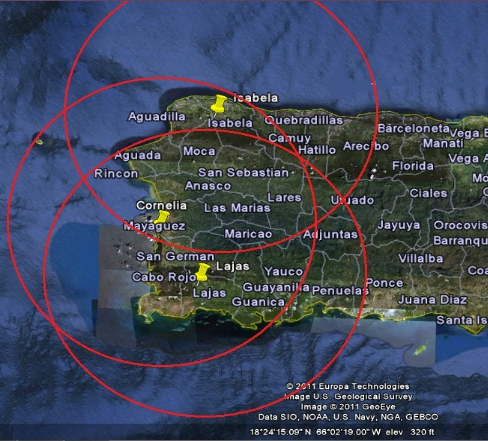 Isabela
Aguadilla
Isabela
Quebradillas
Camuy
Barceloneta
Vega B
Hatillo
Arecibo
Manati
Aguada
Moca
Florida
Vega A
Rincon
San Sebastian
Mo
Anasco
Lares
Utuado
Ciales
Cornelia
Las Marias
Mayaguez
Maricao
Adjuntas
Jayuya
Orocovis
Barranqu
San German
Lajas
Villalba
Cabo Rojo
Yauco
Coa
Lajas
Guayanilla
Penuelas
Ponce
Guanica
Juana Diaz
Santa Is
© 2011 Europa Technologies
Image U.S. Geological Survey
Image © 2011 GeoEye
Data SIO, NOAA, U.S. Navy, NGA, GEBCO
18°24'15.09" N 66°02'19.00" W elev 320 ft